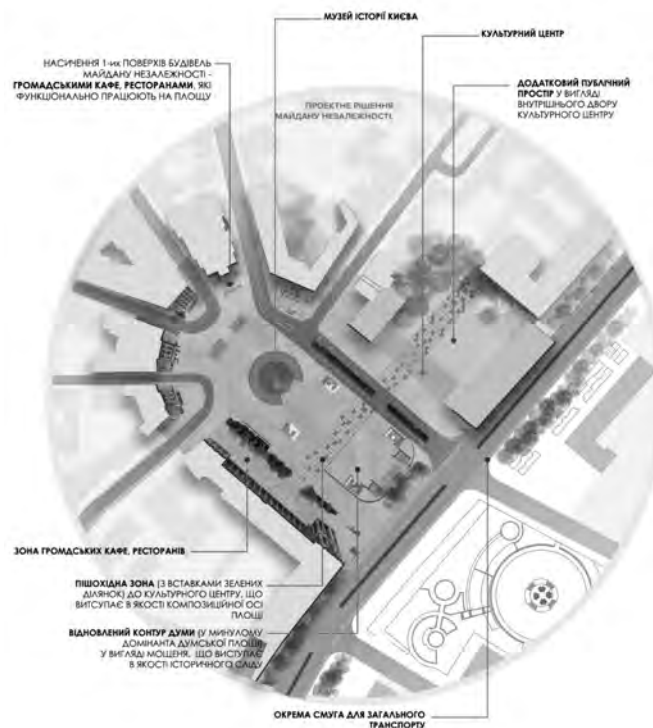 МУЗЕЙ ІСТОРІЇ КИЄВА
КУЛЬТУРНИЙ ЦЕНТР
НАСИЧЕННЯ 1-их ПОВЕРХІВ БУДІВЕЛЬ
МАЙДАНУ НЕЗАЛЕЖНОСТІ -
ГРОМАДСЬКИМИ КАФЕ, РЕСТОРАНАМИ, ЯКІ
ФУНКЦІОНАЛЬНО ПРАЦЮЮТЬ НА ПЛОЩУ
ДОДАТКОВИЙ ПУБЛІЧНИЙ
ПРОСТІР У ВИГЛЯДІ
ВНУТРІШНЬОГО ДВОРУ
КУЛЬТУРНОГО ЦЕНТРУ
ПРОЕКТНЕ РІШЕННЯ
МАЙДАНУ НЕЗАЛЕЖНОСТІ.
ЗОНА ГРОМДСЬКИХ КАФЕ, РЕСТОРАНІВ
ПІШОХІДНА ЗОНА (З ВСТАВКАМИ ЗЕЛЕНИХ
ДІЛЯНОК) ДО КУЛЬТУРНОГО ЦЕНТРУ, ЩО
ВИТСУПАЄ В ЯКОСТІ КОМПОЗИЦІЙНОЇ ОСІ
ПЛОЩІ
ВІДНОВЛЕНИЙ КОНТУР ДУМИ (У МИНУЛОМУ
ДОМІНАНТА ДУМСЬКОЇ ПЛОЩІ)
У ВИГЛЯДІ МОЩЕНЯ, ЩО ВИСТУПАЄ
В ЯКОСТІ ІСТОРИЧНОГО СЛІДУ
ОКРЕМА СМУГА ДЛЯ ЗАГАЛЬНОГО
ТРАНСПОРТУ